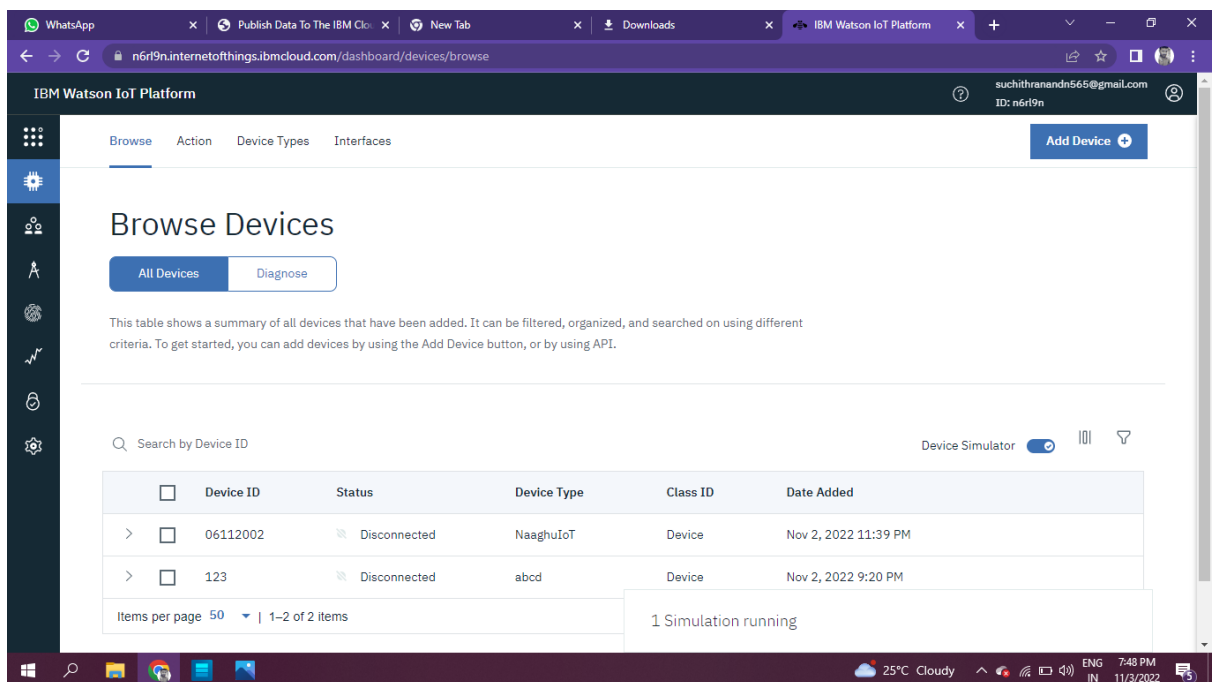 WhatsApp
Publish Data To The IBM Clou
New Tab
Downloads
IBM Watson IoT Platform
n6rl9n.internetofthings.ibmcloud.com/dashboard/devices/browse
IBM Watson IoT Platform
suchithranandn565@gmail.com
ID: n6rl9n
Browse Action Device Types Interfaces
Add Device
Browse Devices
All Devices Diagnose
This table shows a summary of all devices that have been added. It can be filtered, organized, and searched on using different
criteria. To get started, you can add devices by using the Add Device button, or by using API.
Search by Device ID
Device Simulator
Device ID Status Device Type Class ID Date Added
06112002 Disconnected NaaghuIoT Device Nov 2, 2022 11:39 PM
123 Disconnected abcd Device Nov 2, 2022 9:20 PM
Items per page 50 | 1–2 of 2 items
1 Simulation running
25°C Cloudy
ENG
IN
7:48 PM
11/3/2022
5